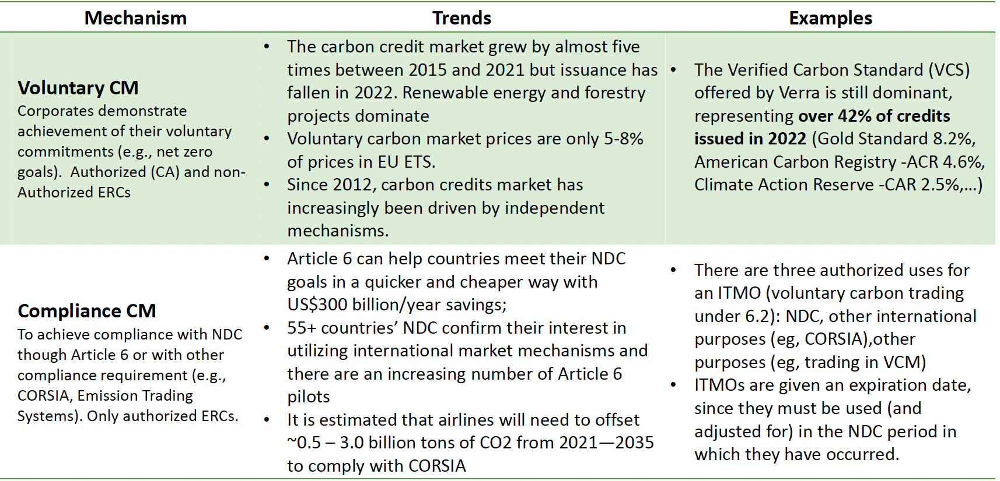 Mechanism
Trends
Examples
Voluntary CM
Corporates demonstrate
achievement of their voluntary
commitments (e.g., net zero
goals).  Authorized (CA) and non-
Authorized ERCs
• The carbon credit market grew by almost five
times between 2015 and 2021 but issuance has
fallen in 2022. Renewable energy and forestry
projects dominate
• Voluntary carbon market prices are only 5-8%
of prices in EU ETS.
• Since 2012, carbon credits market has
increasingly been driven by independent
mechanisms.
• The Verified Carbon Standard (VCS)
offered by Verra is still dominant,
representing over 42% of credits
issued in 2022 (Gold Standard 8.2%,
American Carbon Registry -ACR 4.6%,
Climate Action Reserve -CAR 2.5%,...)
Compliance CM
To achieve compliance with NDC
though Article 6 or with other
compliance requirement (e.g.,
CORSIA, Emission Trading
Systems). Only authorized ERCs.
• Article 6 can help countries meet their NDC
goals in a quicker and cheaper way with
US$300 billion/year savings;
• 55+ countries’ NDC confirm their interest in
utilizing international market mechanisms and
there are an increasing number of Article 6
pilots
• It is estimated that airlines will need to offset
~0.5 – 3.0 billion tons of CO2 from 2021—2035
to comply with CORSIA
• There are three authorized uses for
an ITMO (voluntary carbon trading
under 6.2): NDC, other international
purposes (eg, CORSIA),other
purposes (eg, trading in VCM)
• ITMOs are given an expiration date,
since they must be used (and
adjusted for) in the NDC period in
which they have occurred.